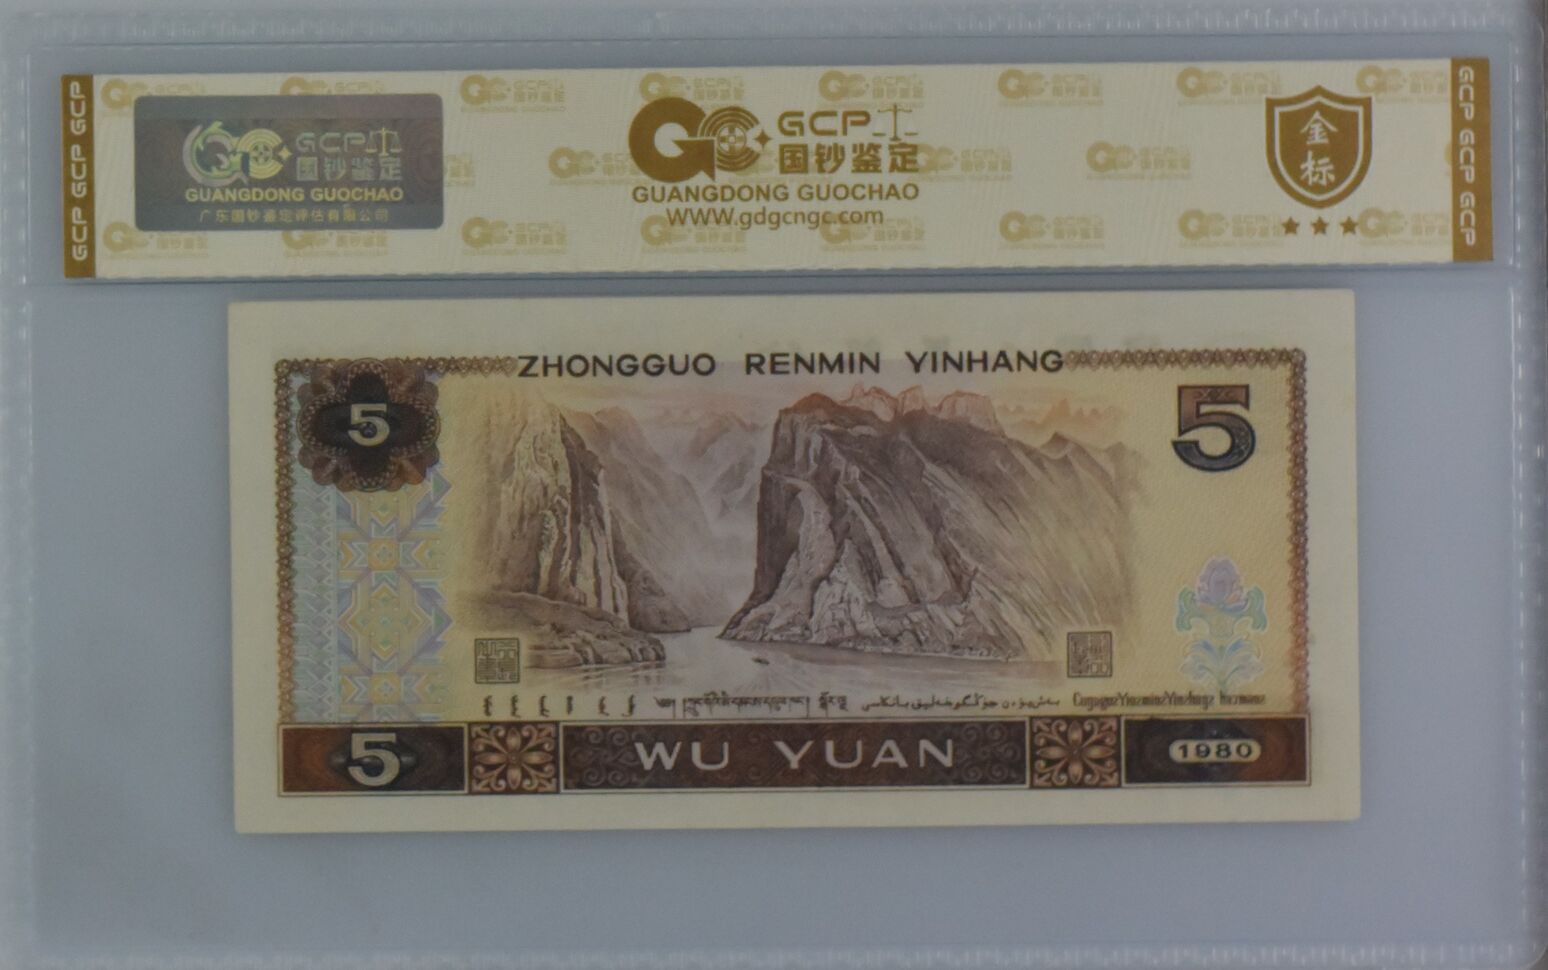 GCP GCP GCP
GCP
国钞鉴定
GUANGDONG GUOCHAO
广东国钞鉴定评估有限公司
GCP
国钞鉴定
GUANGDONG GUOCHAO
WWW.gdgcngc.com
金
标
GCP GCP GCP
ZHONGGUO RENMIN YINHANG
5
5
5
WU YUAN
1980